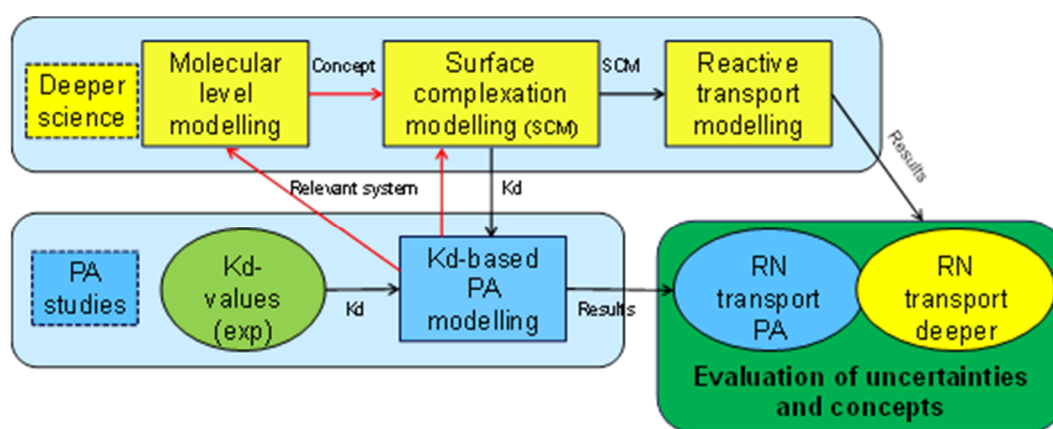 Deeper
science
Molecular
level
modelling
Concept
Surface
complexation
modelling (SCM)
SCM
Reactive
transport
modelling
Results
Relevant system
Kd
PA
studies
Kd-
values
(exp)
Kd
Kd-based
PA
modelling
Results
RN
transport
PA
RN
transport
deeper
Evaluation of uncertainties
and concepts